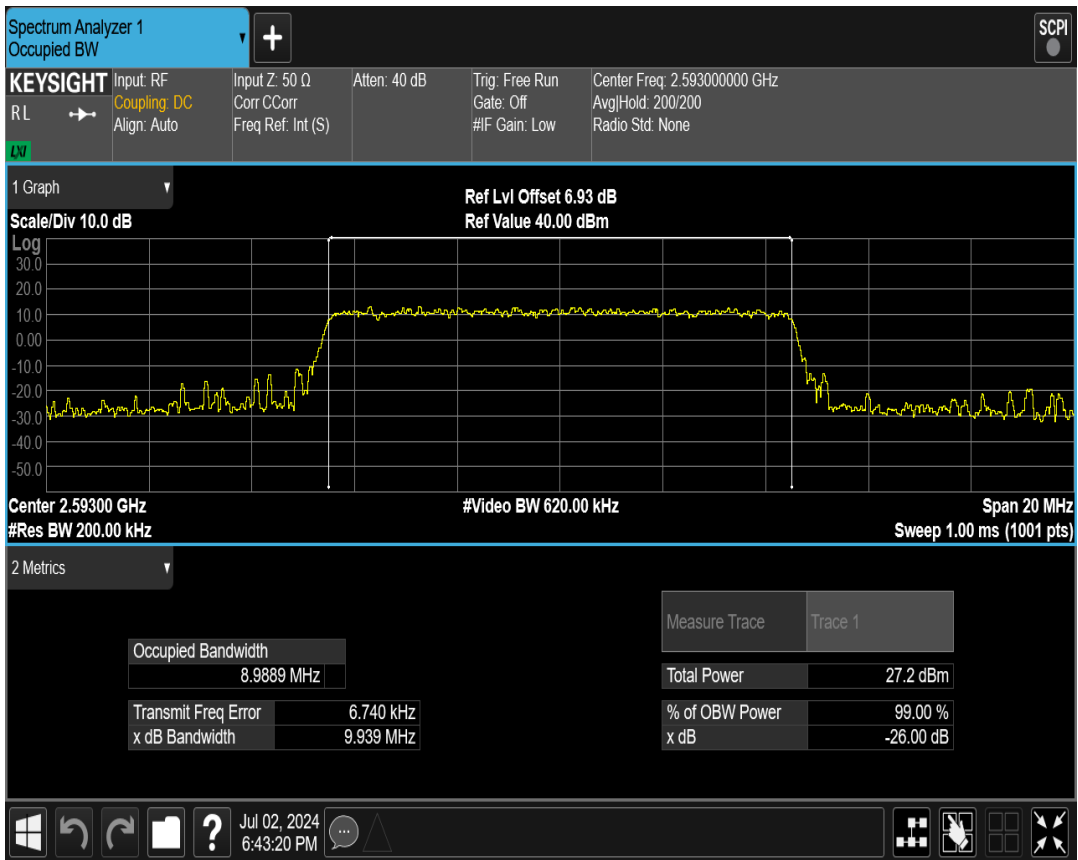 Spectrum Analyzer 1
Occupied BW
+
SCPI
KEYSIGHT
R L
LXI
Input: RF
Coupling: DC
Align: Auto
Input Z: 50 Ω
Corr CCorr
Freq Ref: Int (S)
Atten: 40 dB
Trig: Free Run
Gate: Off
#IF Gain: Low
Center Freq: 2.593000000 GHz
Avg|Hold: 200/200
Radio Std: None
1 Graph
Ref Lvl Offset 6.93 dB
Scale/Div 10.0 dB
Ref Value 40.00 dBm
Log
30.0
20.0
10.0
0.00
-10.0
-20.0
-30.0
-40.0
-50.0
Center 2.59300 GHz
#Video BW 620.00 kHz
Span 20 MHz
#Res BW 200.00 kHz
Sweep 1.00 ms (1001 pts)
2 Metrics
Measure Trace
Trace 1
Occupied Bandwidth
8.9889 MHz
Total Power
27.2 dBm
Transmit Freq Error
6.740 kHz
% of OBW Power
99.00 %
x dB Bandwidth
9.939 MHz
x dB
-26.00 dB
?
Jul 02, 2024
6:43:20 PM